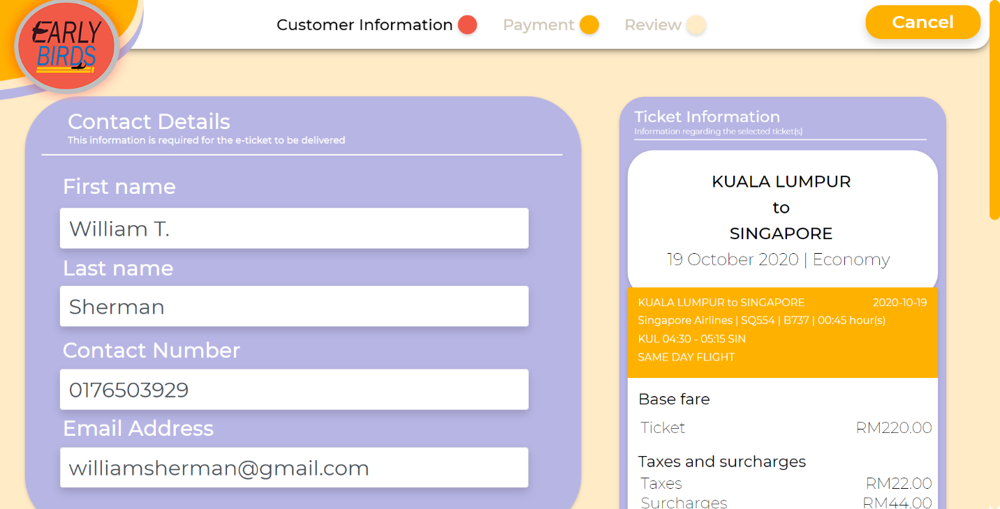 EARLY
BIRDS
Customer Information
Payment
Review
Cancel
Contact Details
This information is required for the e-ticket to be delivered
First name
William T.
Last name
Sherman
Contact Number
0176503929
Email Address
williamsherman@gmail.com
Ticket Information
Information regarding the selected ticket(s)
KUALA LUMPUR
to
SINGAPORE
19 October 2020 | Economy
KUALA LUMPUR to SINGAPORE 2020-10-19
Singapore Airlines | SQ554 | B737 | 00:45 hour(s)
KUL 04:30 - 05:15 SIN
SAME DAY FLIGHT
Base fare
Ticket RM220.00
Taxes and surcharges
Taxes RM22.00
Surcharges RM44.00